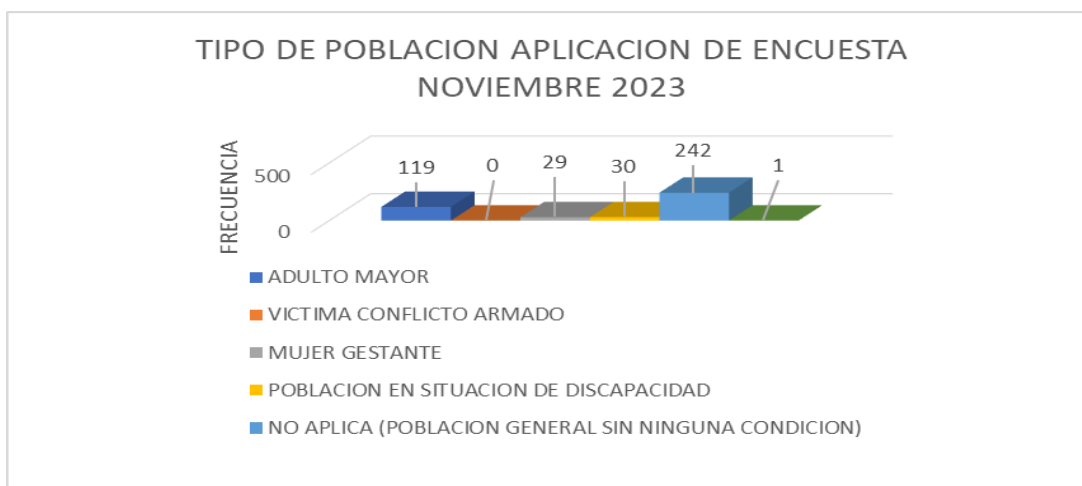 TIPO DE POBLACION APLICACION DE ENCUESTA
NOVIEMBRE 2023
FRECUENCIA
500
0
119
0
29
30
242
1
ADULTO MAYOR
VICTIMA CONFLICTO ARMADO
MUJER GESTANTE
POBLACION EN SITUACION DE DISCAPACIDAD
NO APLICA (POBLACION GENERAL SIN NINGUNA CONDICION)